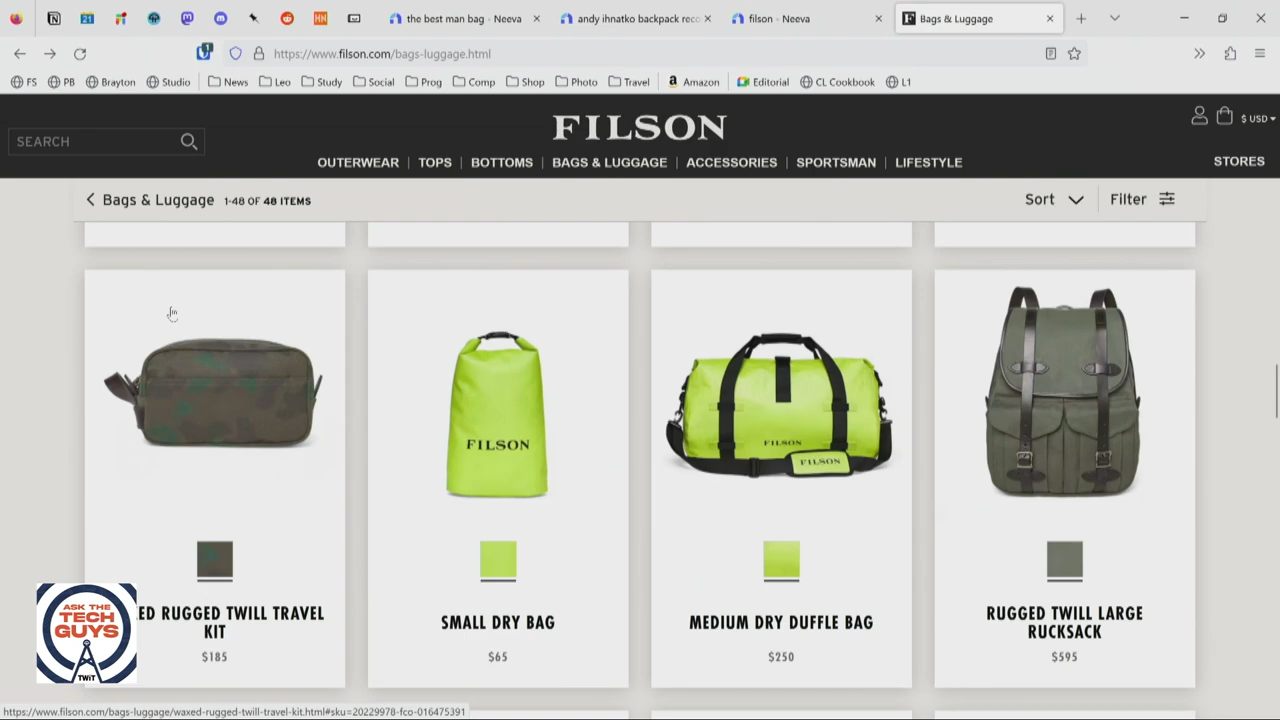 the best man bag - Neeva
andy ihnatko backpack reco
filson - Neeva
Bags & Luggage
https://www.filson.com/bags-luggage.html
FS
PB
Brayton
Studio
News
Leo
Study
Social
Prog
Comp
Shop
Photo
Travel
Amazon
Editorial
CL Cookbook
L1
FILSON
SEARCH
$ USD
OUTERWEAR | TOPS | BOTTOMS | BAGS & LUGGAGE | ACCESSORIES | SPORTSMAN | LIFESTYLE
STORES
Bags & Luggage 1-48 OF 48 ITEMS
Sort
Filter
FILSON
FILSON
FILSON
ED RUGGED TWILL TRAVEL
KIT
$185
SMALL DRY BAG
$65
MEDIUM DRY DUFFLE BAG
$250
RUGGED TWILL LARGE
RUCKSACK
$595
ASK THE
TECH
GUYS
TWiT
https://www.filson.com/bags-luggage/waxed-rugged-twill-travel-kit.html#sku=20229978-fco-016475391